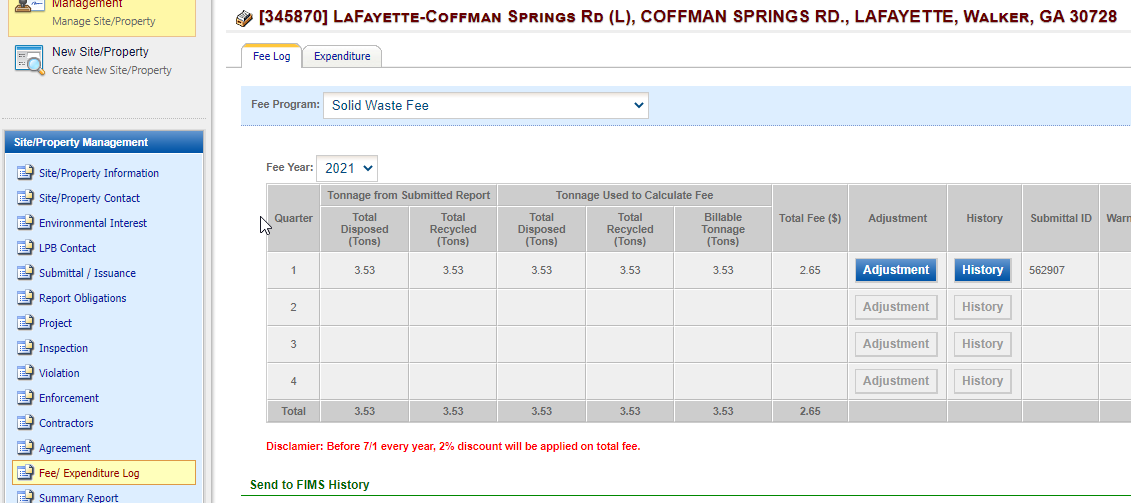 Management
Manage Site/Property
New Site/Property
Create New Site/Property
Site/Property Management
Site/Property Information
Site/Property Contact
Environmental Interest
LPB Contact
Submittal / Issuance
Report Obligations
Project
Inspection
Violation
Enforcement
Contractors
Agreement
Fee/ Expenditure Log
Summary Report
[345870] LaFayette-Coffman Springs Rd (L), COFFMAN SPRINGS RD., LAFAYETTE, Walker, GA 30728
Fee Log Expenditure
Fee Program: Solid Waste Fee
Fee Year: 2021
Tonnage from Submitted Report Tonnage Used to Calculate Fee
Quarter Total Disposed (Tons) Total Recycled (Tons) Total Disposed (Tons) Total Recycled (Tons) Billable Tonnage (Tons) Total Fee ($) Adjustment History Submittal ID Warn
1 3.53 3.53 3.53 3.53 3.53 2.65 Adjustment History 562907
2 Adjustment History
3 Adjustment History
4 Adjustment History
Total 3.53 3.53 3.53 3.53 3.53 2.65
Disclamier: Before 7/1 every year, 2% discount will be applied on total fee.
Send to FIMS History